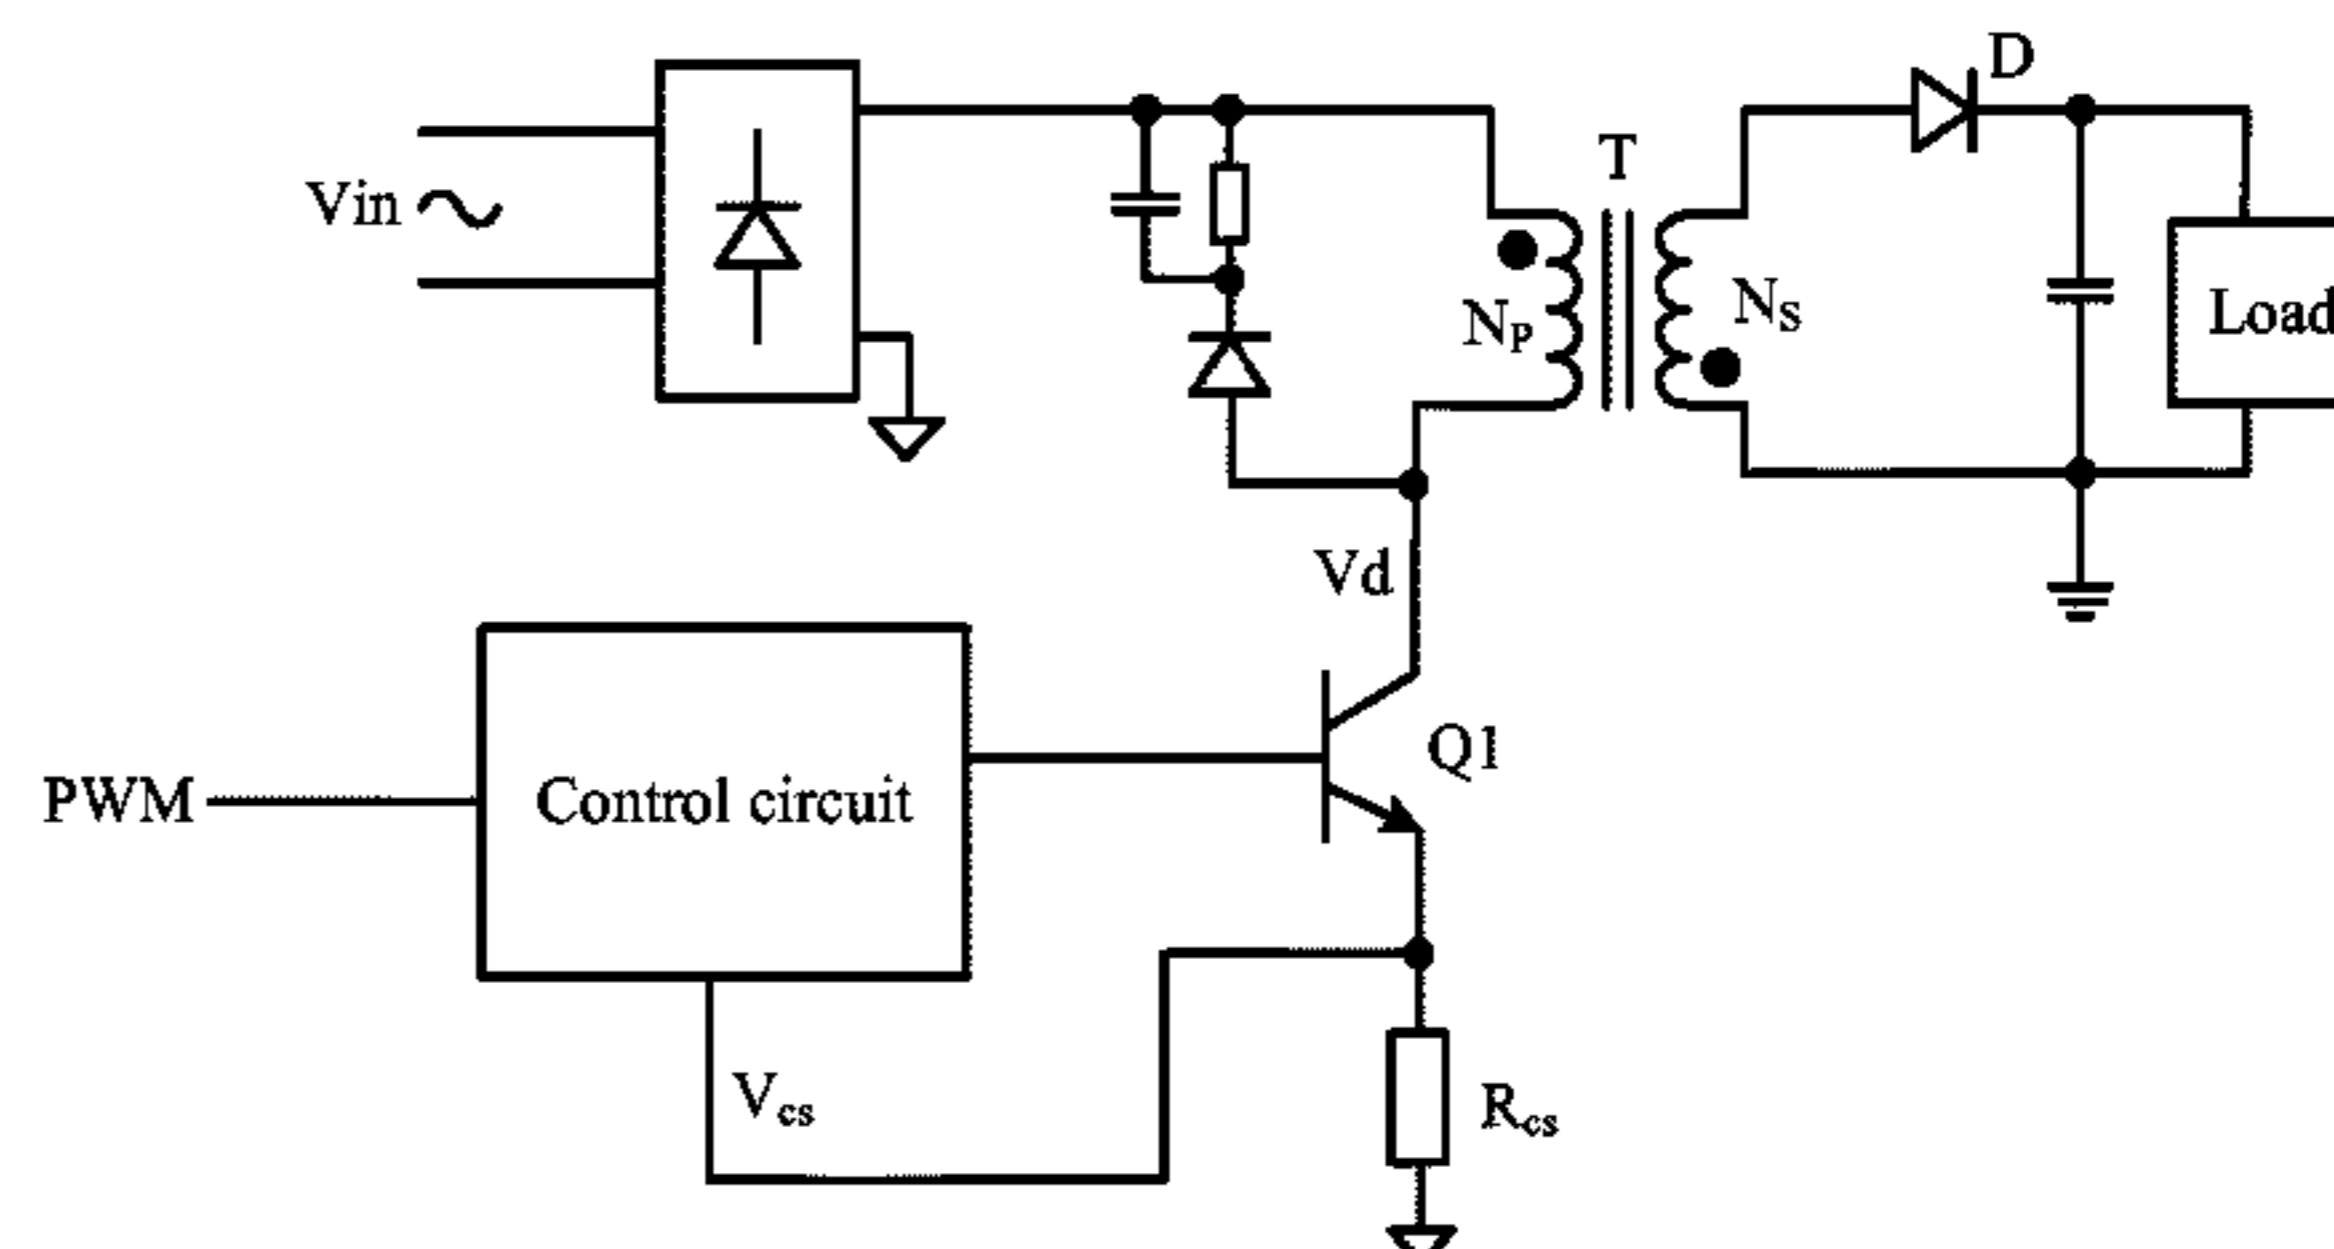 D
T
Vin
N_S
N_P
Load
Vd
Q1
PWM
Control circuit
V_cs
R_cs